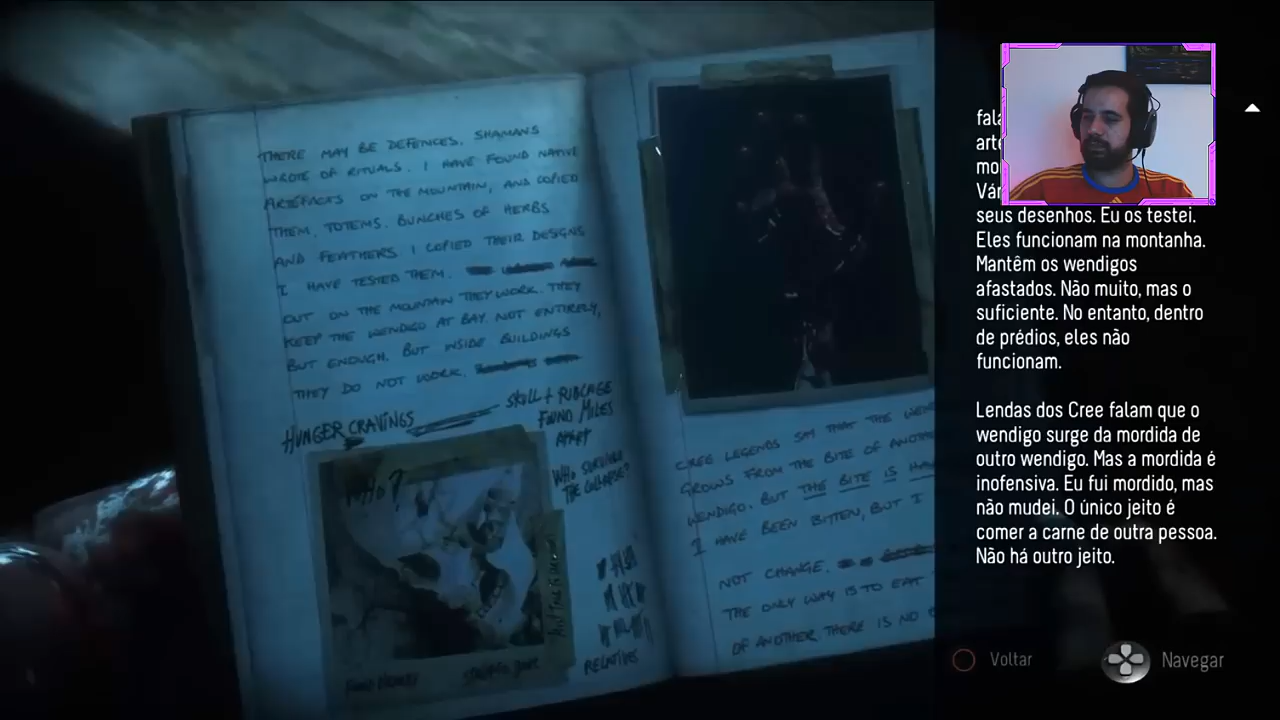 THERE MAY BE DEFENCES. SHAMANS
WROTE OF RITUALS. I HAVE FOUND NATIVE
ARTEFACTS ON THE MOUNTAIN, AND COPIED
THEM. TOTEMS. BUNCHES OF HERBS
AND FEATHERS. I COPIED THEIR DESIGNS
I HAVE TESTED THEM.
OUT ON THE MOUNTAIN THEY WORK. THEY
KEEP THE WENDIGO AT BAY. NOT ENTIRELY,
BUT ENOUGH. BUT INSIDE BUILDINGS
THEY DO NOT WORK.
HUNGER CRAVINGS
SKULL + RIBCAGE
FOUND MILES
APART
WHO SURVIVED
THE COLLAPSE?
WHO?
RELATIVES
CREE LEGENDS SAY THAT THE WEN
GROWS FROM THE BITE OF ANOTHE
WENDIGO. BUT THE BITE IS HA
I HAVE BEEN BITTEN, BUT I
NOT CHANGE.
THE ONLY WAY IS TO EAT
OF ANOTHER. THERE IS NO
fala
arte
mo
Vár
seus desenhos. Eu os testei.
Eles funcionam na montanha.
Mantêm os wendigos
afastados. Não muito, mas o
suficiente. No entanto, dentro
de prédios, eles não
funcionam.
Lendas dos Cree falam que o
wendigo surge da mordida de
outro wendigo. Mas a mordida é
inofensiva. Eu fui mordido, mas
não mudei. O único jeito é
comer a carne de outra pessoa.
Não há outro jeito.
Voltar
Navegar